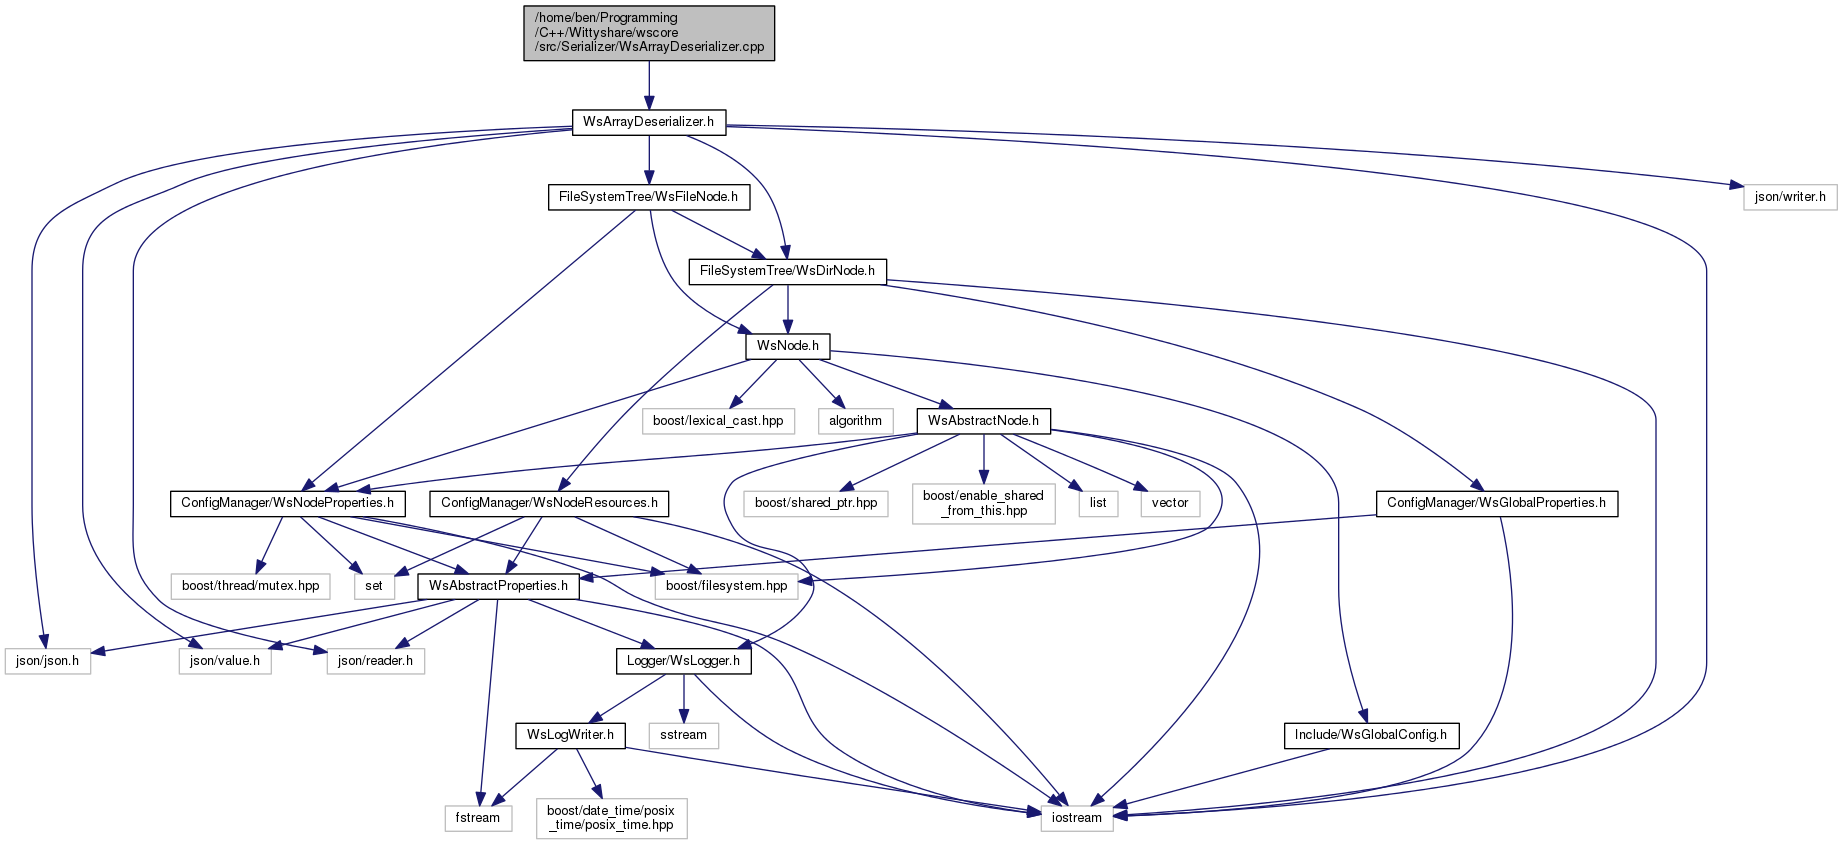 /home/ben/Programming
/C++/Wittyshare/wscore
/src/Serializer/WsArrayDeserializer.cpp
WsArrayDeserializer.h
FileSystemTree/WsFileNode.h
json/writer.h
FileSystemTree/WsDirNode.h
WsNode.h
boost/lexical_cast.hpp
algorithm
WsAbstractNode.h
ConfigManager/WsNodeProperties.h
ConfigManager/WsNodeResources.h
boost/shared_ptr.hpp
boost/enable_shared
_from_this.hpp
list
vector
ConfigManager/WsGlobalProperties.h
boost/thread/mutex.hpp
set
WsAbstractProperties.h
boost/filesystem.hpp
json/json.h
json/value.h
json/reader.h
Logger/WsLogger.h
WsLogWriter.h
sstream
Include/WsGlobalConfig.h
fstream
boost/date_time/posix
_time/posix_time.hpp
iostream